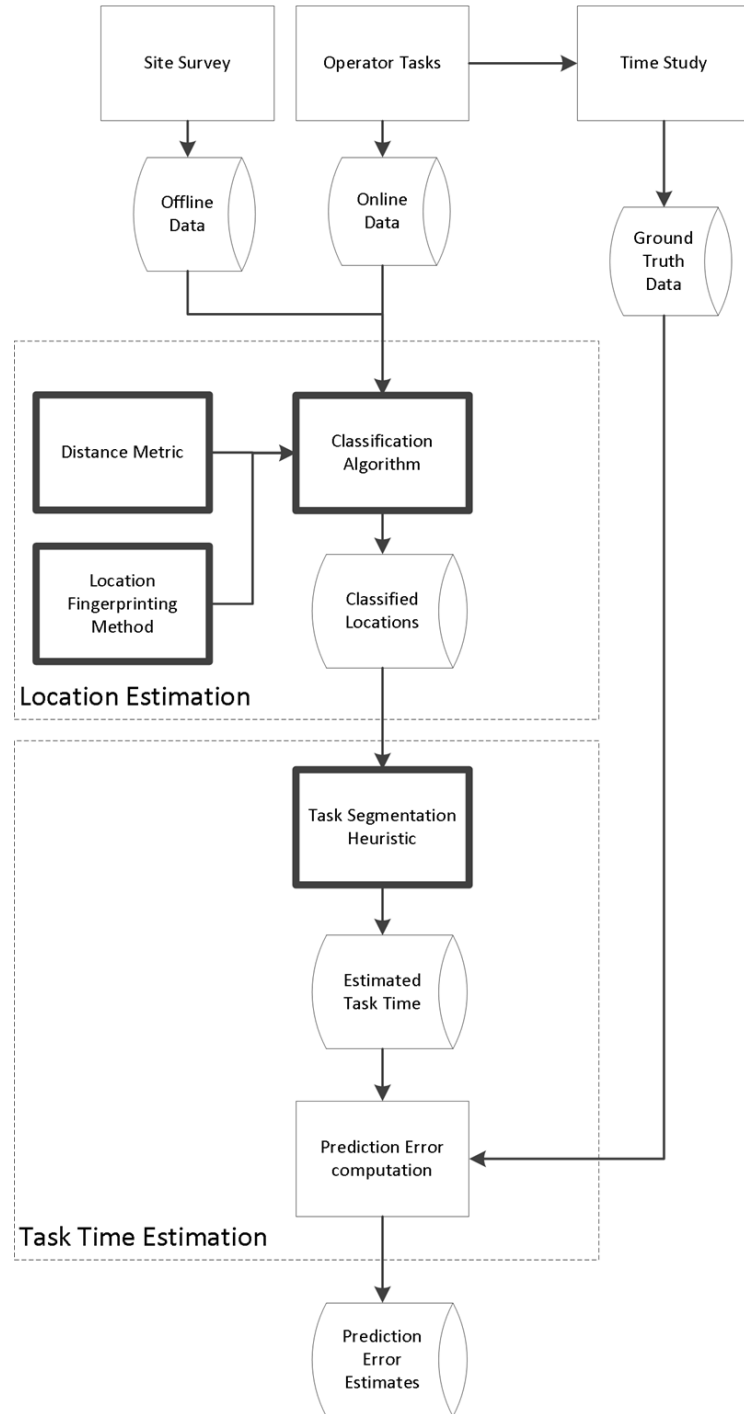 Site Survey
Operator Tasks
Time Study
Offline
Data
Online
Data
Ground
Truth
Data
Distance Metric
Classification
Algorithm
Location
Fingerprinting
Method
Classified
Locations
Location Estimation
Task Segmentation
Heuristic
Estimated
Task Time
Prediction Error
computation
Task Time Estimation
Prediction
Error
Estimates